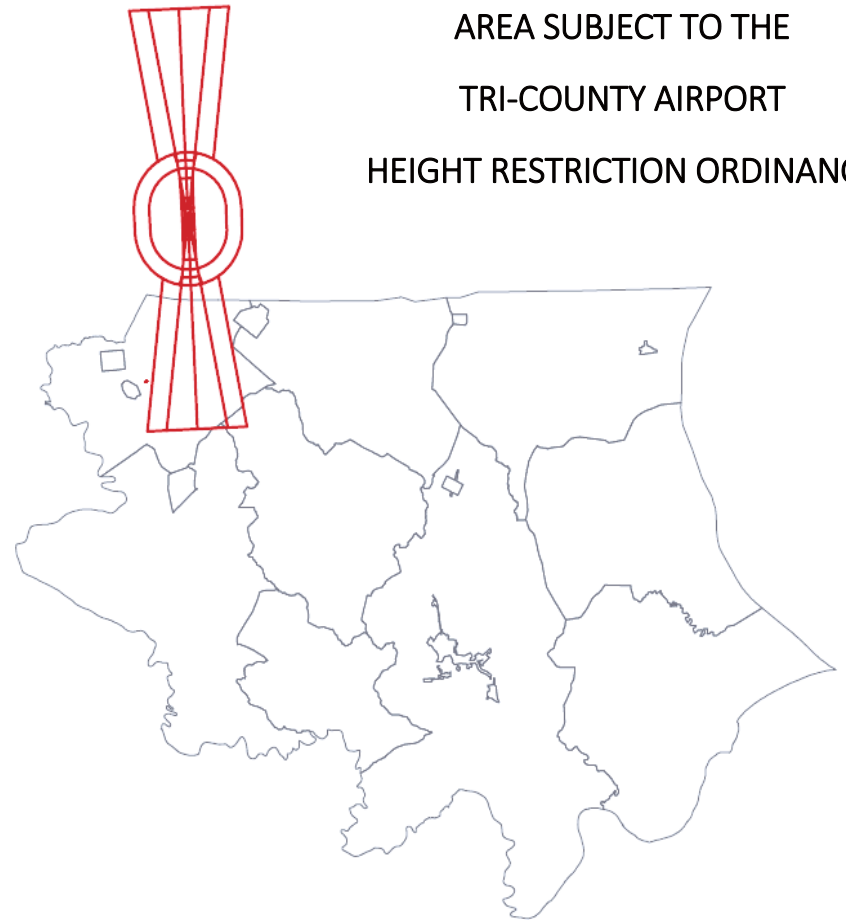 AREA SUBJECT TO THE
TRI-COUNTY AIRPORT
HEIGHT RESTRICTION ORDINANC